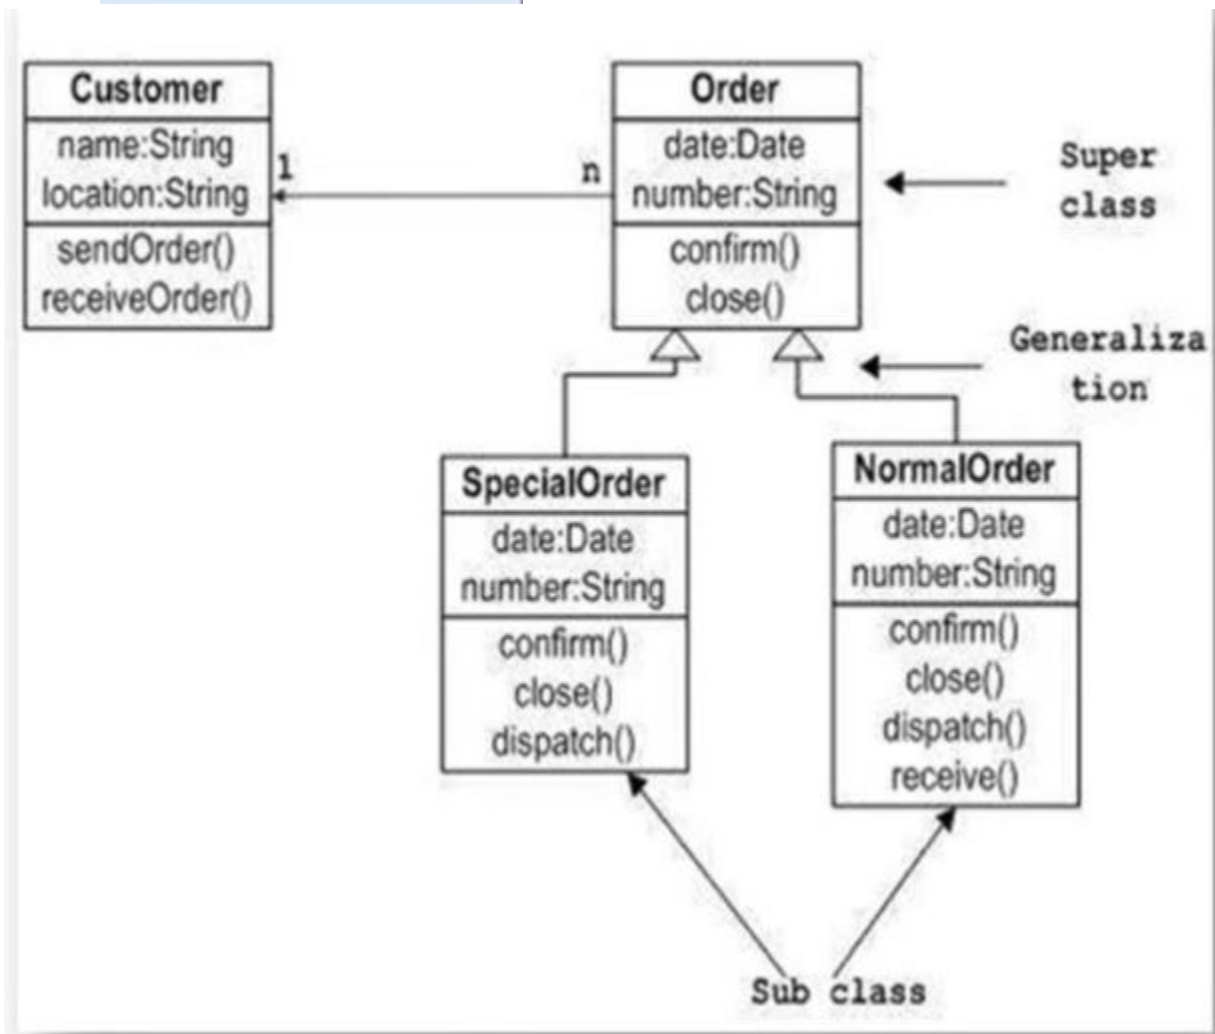 Customer
name:String
location:String
sendOrder()
receiveOrder()
1
n
Order
date:Date
number:String
confirm()
close()
Super
class
Generaliza
tion
SpecialOrder
date:Date
number:String
confirm()
close()
dispatch()
NormalOrder
date:Date
number:String
confirm()
close()
dispatch()
receive()
Sub class